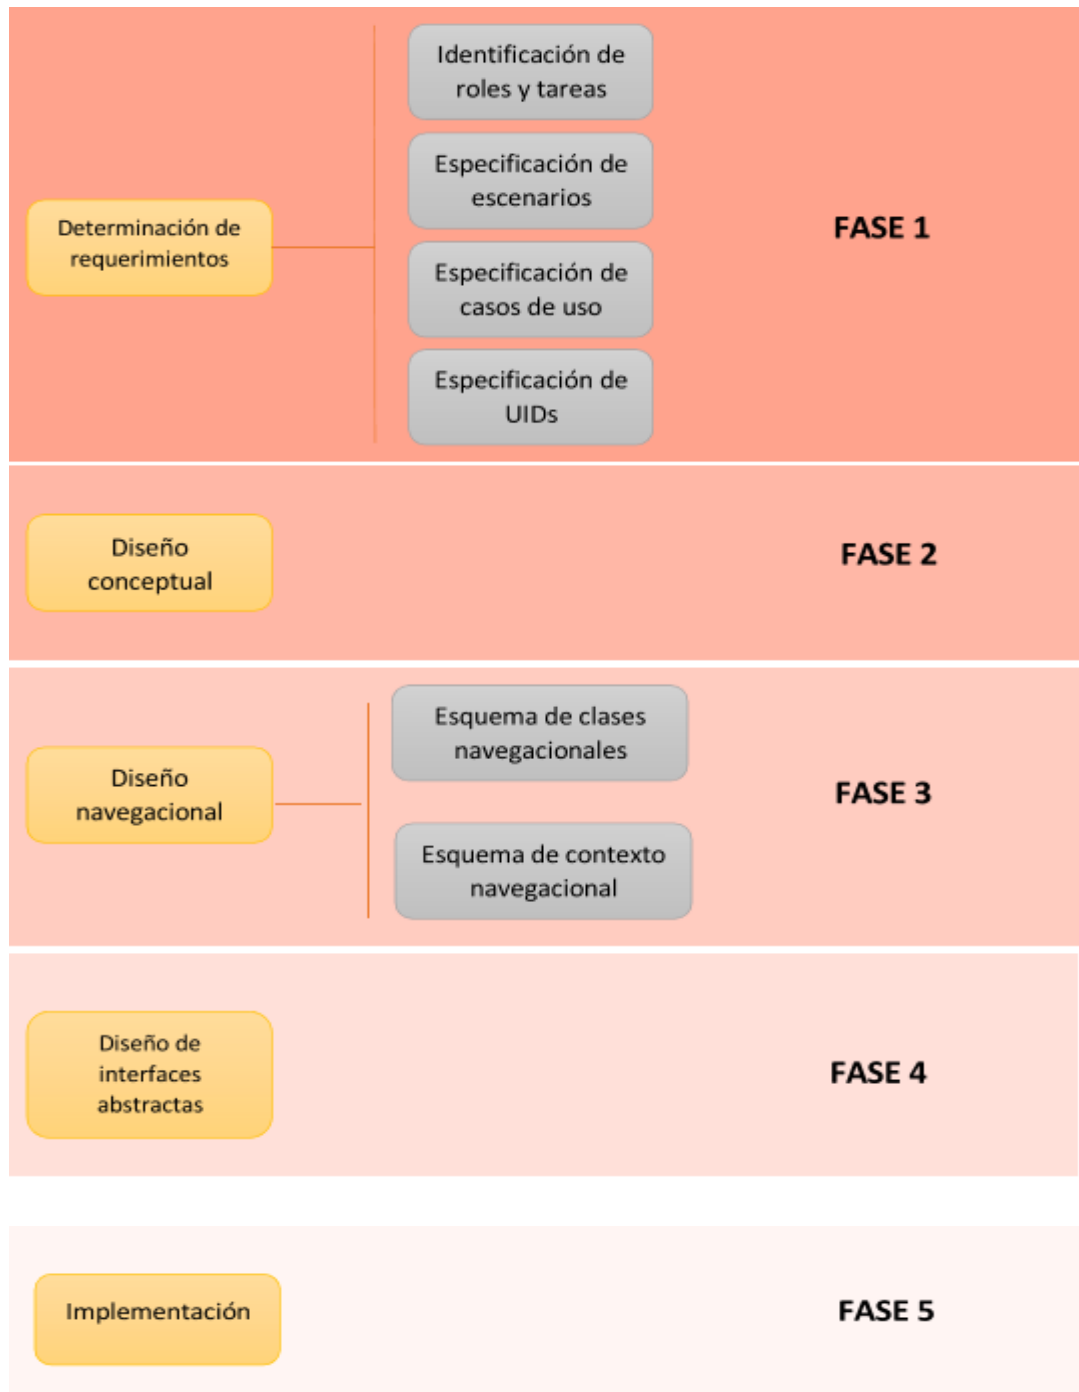 Identificación de
roles y tareas
Especificación de
escenarios
Determinación de
requerimientos
FASE 1
Especificación de
casos de uso
Especificación de
UIDs
Diseño
conceptual
FASE 2
Esquema de clases
navegacionales
Diseño
navegacional
FASE 3
Esquema de contexto
navegacional
Diseño de
interfaces
abstractas
FASE 4
Implementación
FASE 5